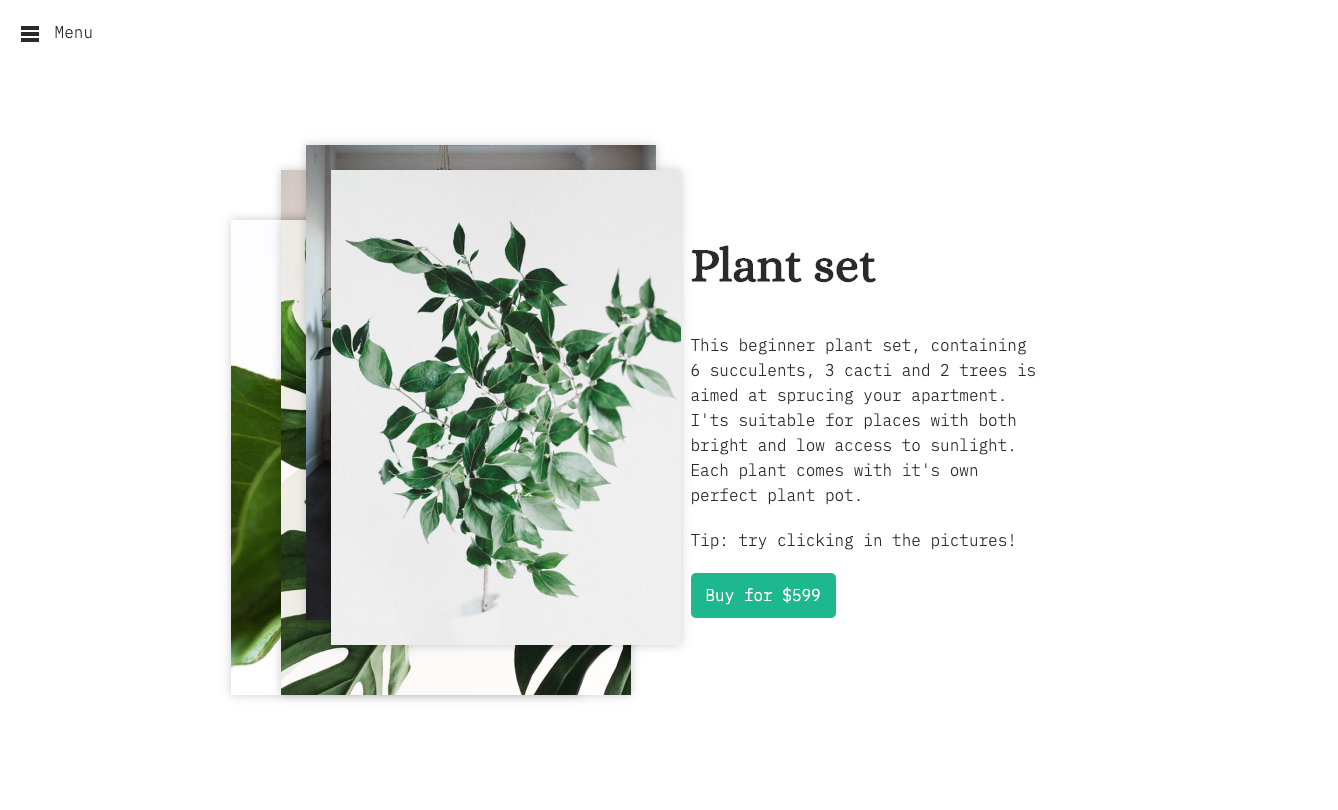 Menu
Plant set
This beginner plant set, containing
6 succulents, 3 cacti and 2 trees is
aimed at sprucing your apartment.
I'ts suitable for places with both
bright and low access to sunlight.
Each plant comes with it's own
perfect plant pot.
Tip: try clicking in the pictures!
Buy for $599